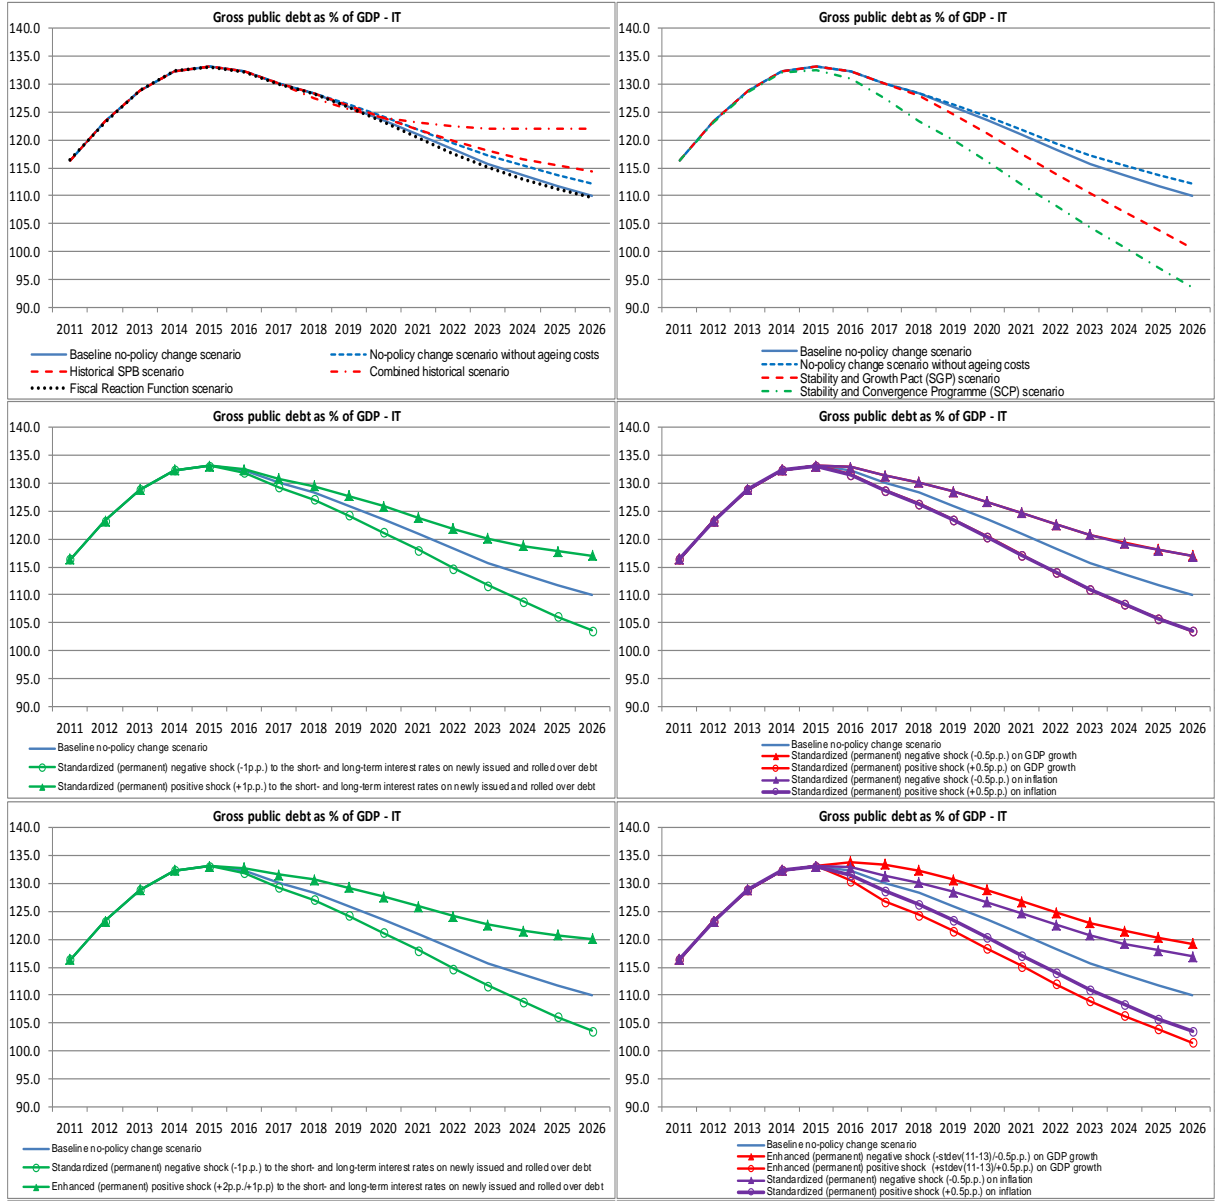 Gross public debt as % of GDP - IT
140.0
135.0
130.0
125.0
120.0
115.0
110.0
105.0
100.0
95.0
90.0
2011 2012 2013 2014 2015 2016 2017 2018 2019 2020 2021 2022 2023 2024 2025 2026
Baseline no-policy change scenario
No-policy change scenario without ageing costs
Historical SPB scenario
Combined historical scenario
Fiscal Reaction Function scenario
Gross public debt as % of GDP - IT
140.0
135.0
130.0
125.0
120.0
115.0
110.0
105.0
100.0
95.0
90.0
2011 2012 2013 2014 2015 2016 2017 2018 2019 2020 2021 2022 2023 2024 2025 2026
Baseline no-policy change scenario
No-policy change scenario without ageing costs
Stability and Growth Pact (SGP) scenario
Stability and Convergence Programme (SCP) scenario
Gross public debt as % of GDP - IT
140.0
135.0
130.0
125.0
120.0
115.0
110.0
105.0
100.0
95.0
90.0
2011 2012 2013 2014 2015 2016 2017 2018 2019 2020 2021 2022 2023 2024 2025 2026
Baseline no-policy change scenario
Standardized (permanent) negative shock (-1p.p.) to the short- and long-term interest rates on newly issued and rolled over debt
Standardized (permanent) positive shock (+1p.p.) to the short- and long-term interest rates on newly issued and rolled over debt
Gross public debt as % of GDP - IT
140.0
135.0
130.0
125.0
120.0
115.0
110.0
105.0
100.0
95.0
90.0
2011 2012 2013 2014 2015 2016 2017 2018 2019 2020 2021 2022 2023 2024 2025 2026
Baseline no-policy change scenario
Standardized (permanent) negative shock (-0.5p.p.) on GDP growth
Standardized (permanent) positive shock (+0.5p.p.) on GDP growth
Standardized (permanent) negative shock (-0.5p.p.) on inflation
Standardized (permanent) positive shock (+0.5p.p.) on inflation
Gross public debt as % of GDP - IT
140.0
135.0
130.0
125.0
120.0
115.0
110.0
105.0
100.0
95.0
90.0
2011 2012 2013 2014 2015 2016 2017 2018 2019 2020 2021 2022 2023 2024 2025 2026
Baseline no-policy change scenario
Standardized (permanent) negative shock (-1p.p.) to the short- and long-term interest rates on newly issued and rolled over debt
Enhanced (permanent) positive shock (+2p.p./+1p.p) to the short- and long-term interest rates on newly issued and rolled over debt
Gross public debt as % of GDP - IT
140.0
135.0
130.0
125.0
120.0
115.0
110.0
105.0
100.0
95.0
90.0
2011 2012 2013 2014 2015 2016 2017 2018 2019 2020 2021 2022 2023 2024 2025 2026
Baseline no-policy change scenario
Enhanced (permanent) negative shock (-stdev(11-13)/-0.5p.p.) on GDP growth
Enhanced (permanent) positive shock (+stdev(11-13)/+0.5p.p.) on GDP growth
Standardized (permanent) negative shock (-0.5p.p.) on inflation
Standardized (permanent) positive shock (+0.5p.p.) on inflation